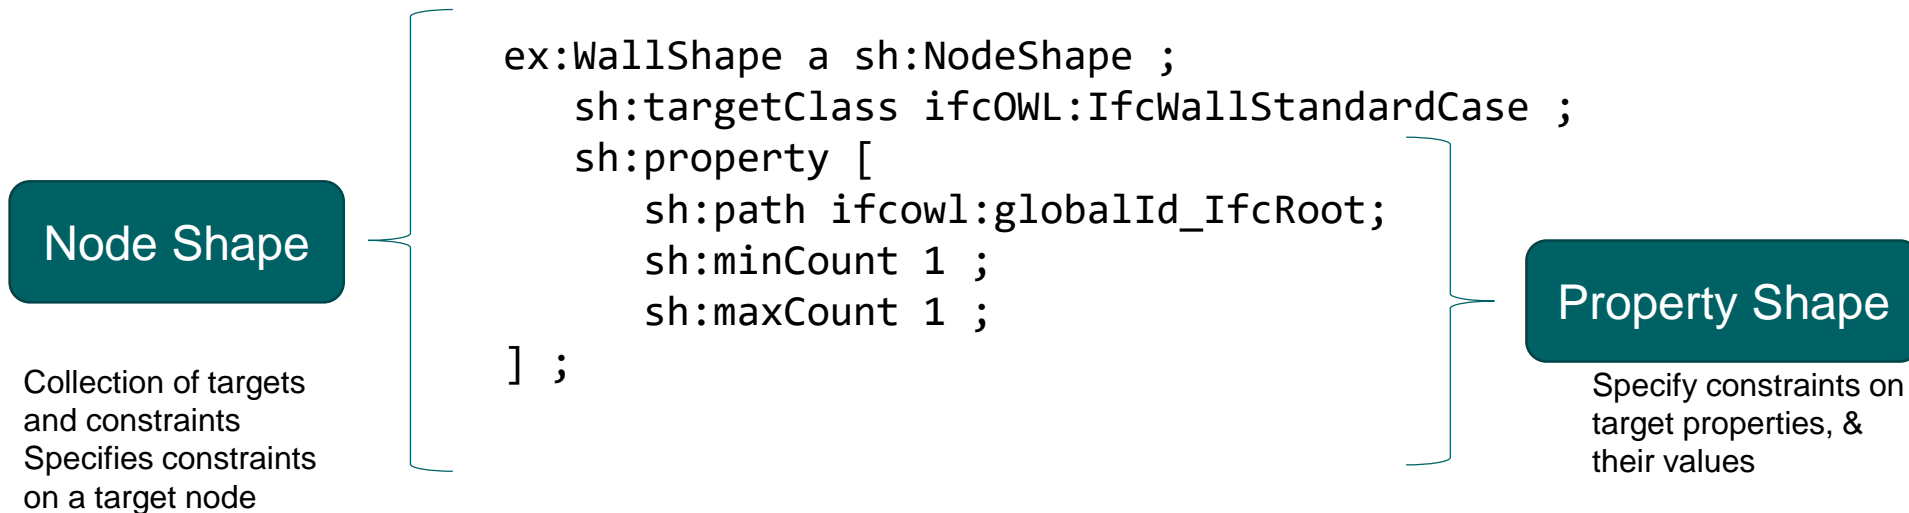 ex:WallShape a sh:NodeShape ;
sh:targetClass ifcOWL:IfcWallStandardCase ;
sh:property [
sh:path ifcowl:globalId_IfcRoot;
sh:minCount 1 ;
sh:maxCount 1 ;
] ;
Node Shape
Collection of targets
and constraints
Specifies constraints
on a target node
Property Shape
Specify constraints on
target properties, &
their values